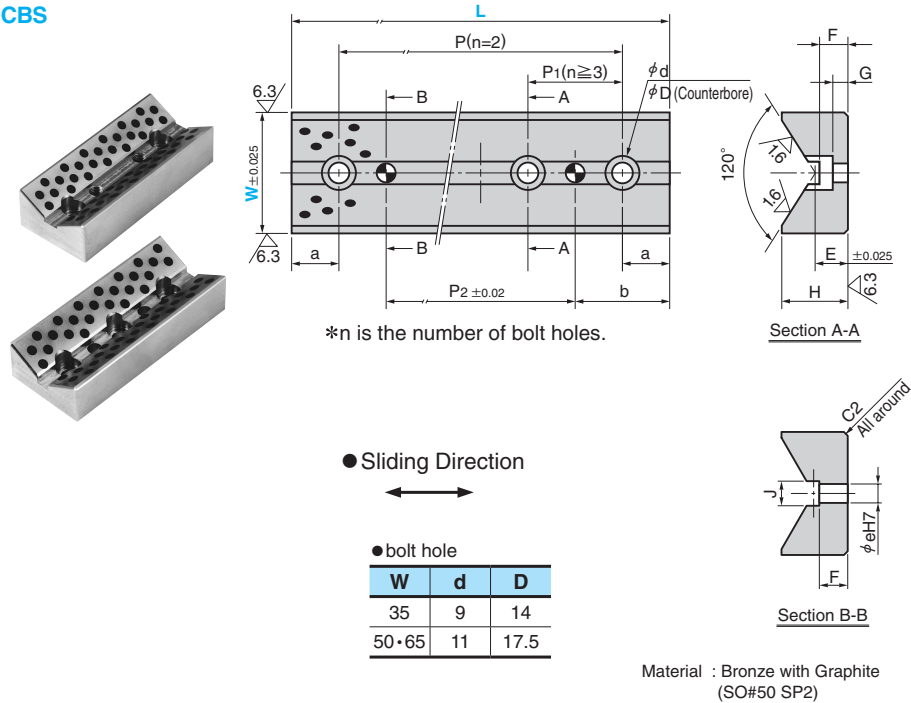 CBS
L
P(n=2)
P1(n≧3)
φd
φD (Counterbore)
6.3
B
A
W±0.025
6.3
B
A
a
a
P2 ±0.02
b
*n is the number of bolt holes.
F
G
120°
1.6
1.6
E ±0.025
H
6.3
Section A-A
●Sliding Direction
C2
All around
J
φeH7
F
Section B-B
●bolt hole
W d D
35 9 14
50・65 11 17.5
Material : Bronze with Graphite
(SO#50 SP2)